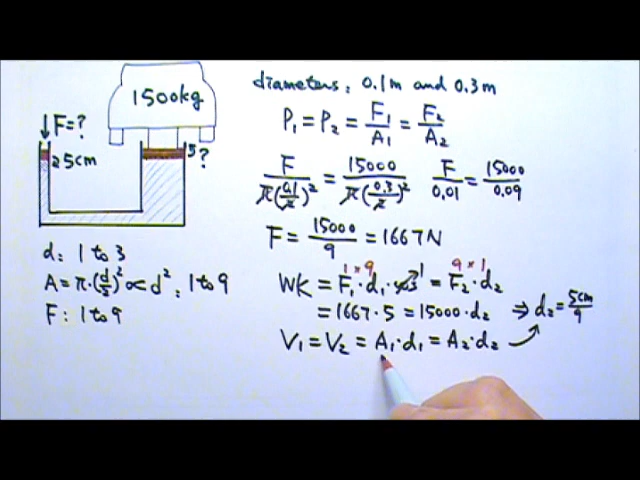 diameters: 0.1m and 0.3m
1500kg
F=?
25cm
5?
P₁ = P₂ = F₁/A₁ = F₂/A₂
F/(π(0.1/2)²) = 15000/(π(0.3/2)²) F/0.01 = 15000/0.09
F = 15000/9 = 1667N
d: 1 to 3
A = π·(d/2)² ∝ d²: 1 to 9
F: 1 to 9
1 × 9 1 9 × 1
WK = F₁·d₁ = F₂·d₂
= 1667·5 = 15000·d₂ ⇒ d₂ = 5cm/9
V₁ = V₂ = A₁·d₁ = A₂·d₂